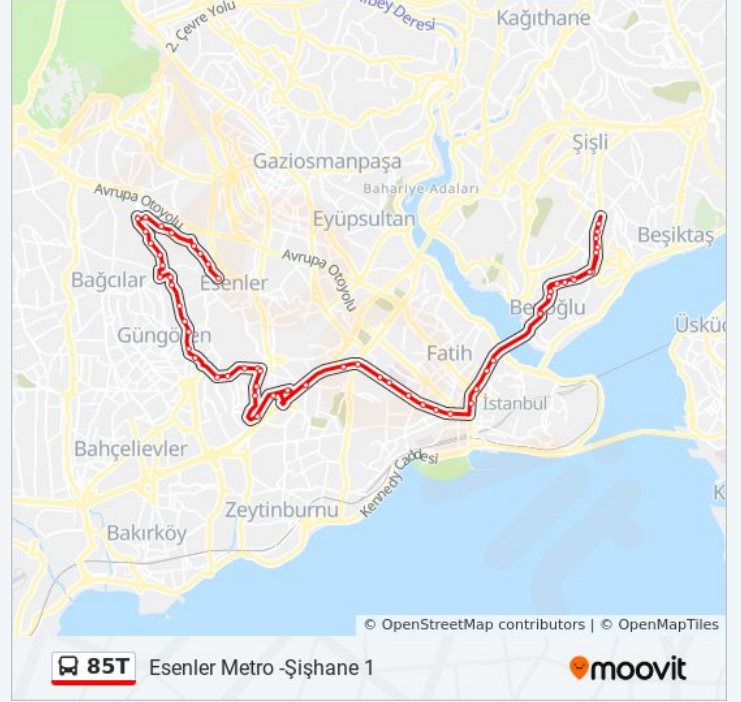 Kağıthane
2. Çevre Yolu
bey Deresi
Şişli
Gaziosmanpaşa
Bahariye Adaları
Avrupa Otoyolu
Eyüpsultan
Beşiktaş
Avrupa Otoyolu
Bağcılar
Esenler
Beyoğlu
Güngören
Üsküd
Fatih
İstanbul
Bahçelievler
Kennedy Caddesi
K
Zeytinburnu
Bakırköy
© OpenStreetMap contributors | © OpenMapTiles
85T Esenler Metro -Şişhane 1
moovit